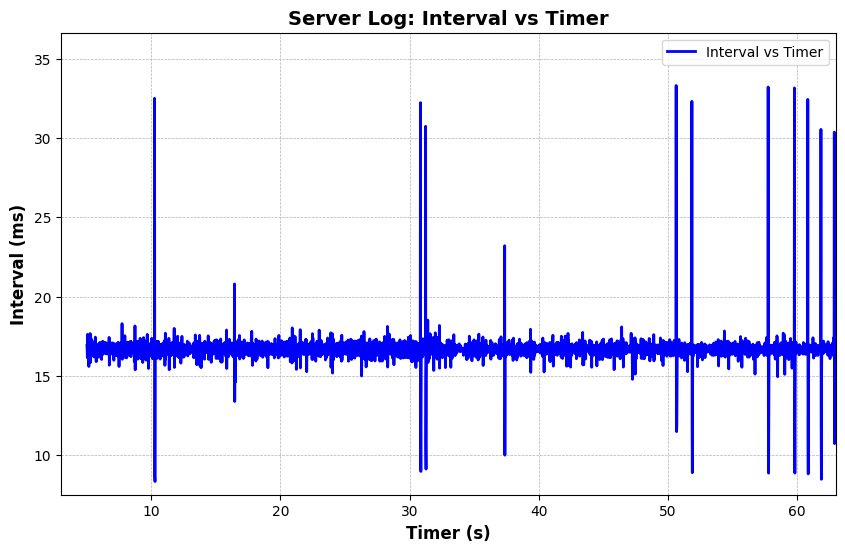 Server Log: Interval vs Timer
Interval vs Timer
35
30
25
20
15
10
Interval (ms)
10 20 30 40 50 60
Timer (s)